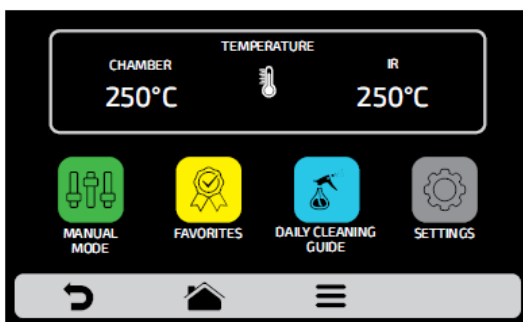 TEMPERATURE
CHAMBER IR
250°C 250°C
MANUAL MODE
FAVORITES
DAILY CLEANING GUIDE
SETTINGS